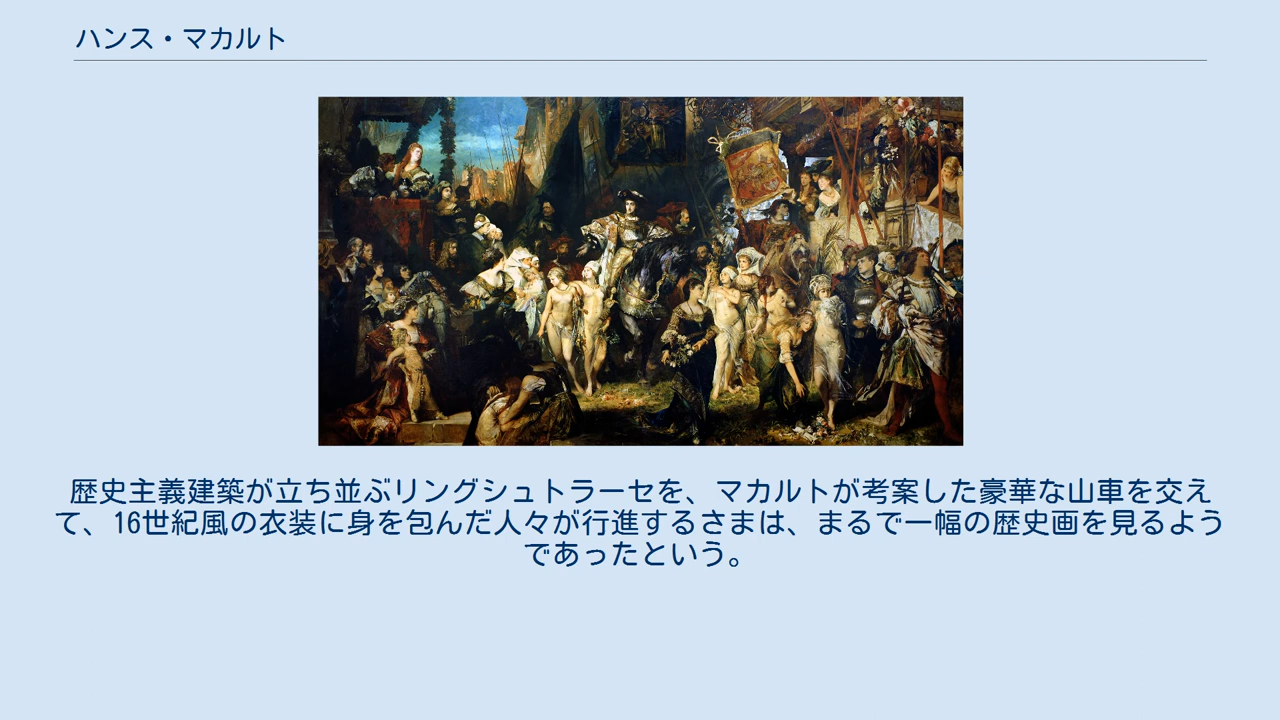 ハンス・マカルト
歴史主義建築が立ち並ぶリングシュトラーセを、マカルトが考案した豪華な山車を交え
て、16世紀風の衣装に身を包んだ人々が行進するさまは、まるで一幅の歴史画を見るよう
であったという。